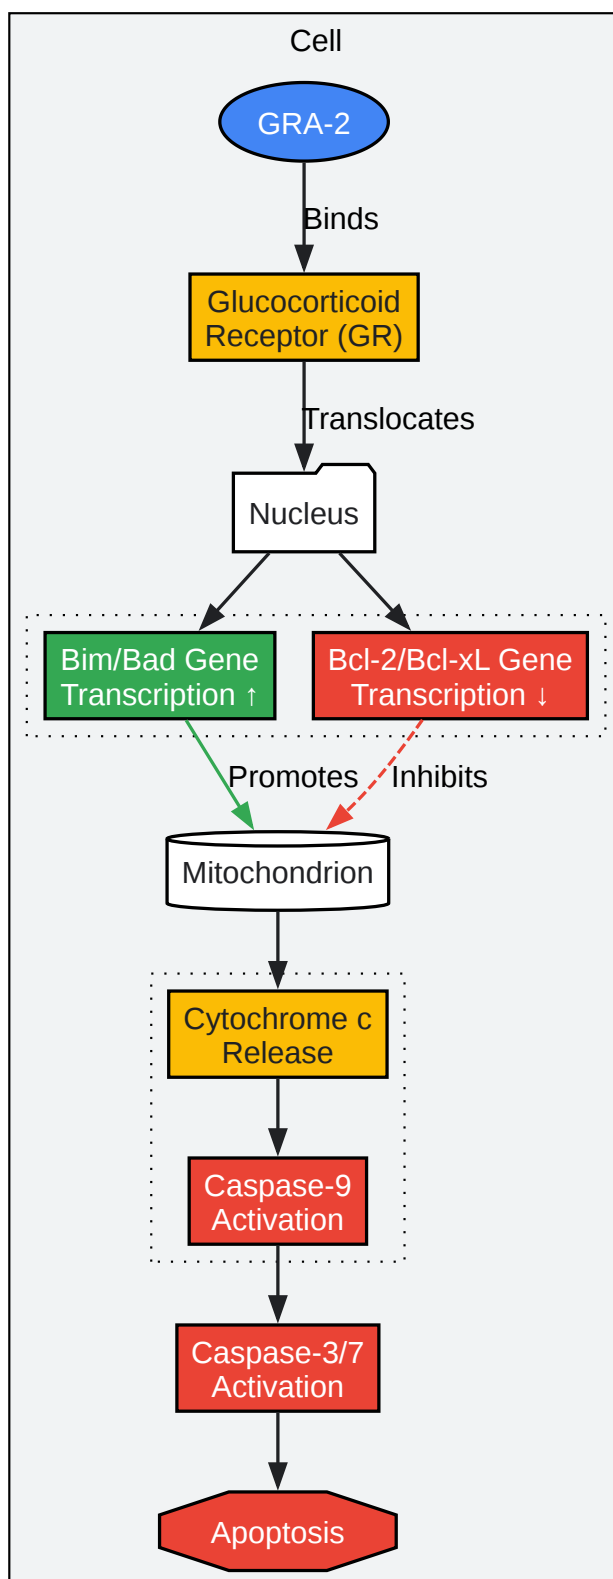 Cell
GRA-2
Binds
Glucocorticoid
Receptor (GR)
Translocates
Nucleus
Bim/Bad Gene
Transcription ↑
Bcl-2/Bcl-xL Gene
Transcription ↓
Promotes
Inhibits
Mitochondrion
Cytochrome c
Release
Caspase-9
Activation
Caspase-3/7
Activation
Apoptosis